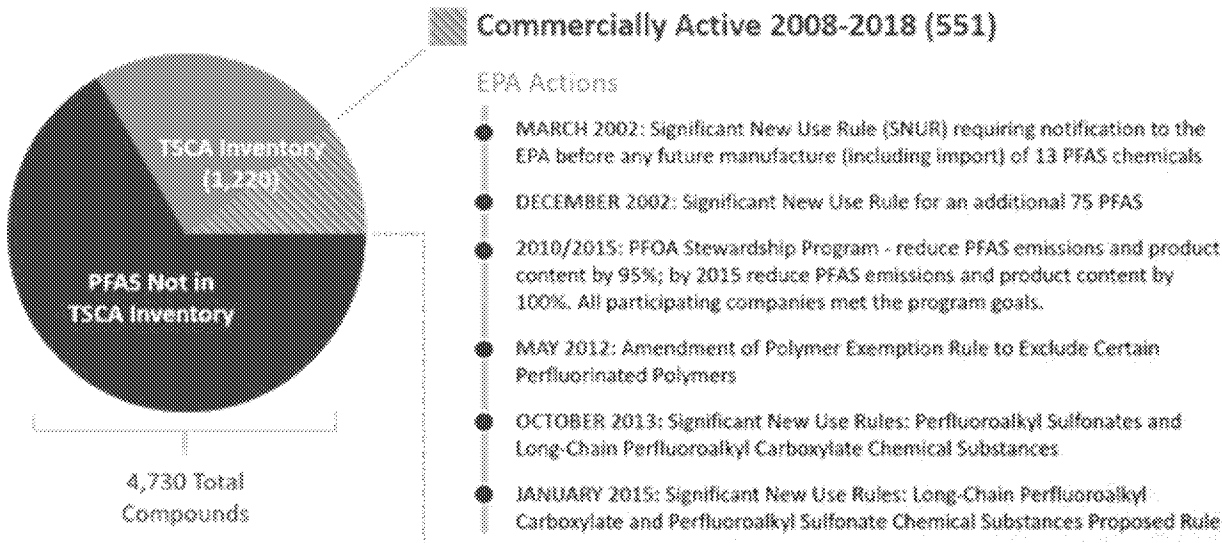 Commercially Active 2008-2018 (551)
EPA Actions
MARCH 2002: Significant New Use Rule (SNUR) requiring notification to the
EPA before any future manufacture (including import) of 13 PFAS chemicals
DECEMBER 2002: Significant New Use Rule for an additional 75 PFAS
2010/2015: PFOA Stewardship Program - reduce PFAS emissions and product
content by 95%; by 2015 reduce PFAS emissions and product content by
100%. All participating companies met the program goals.
MAY 2012: Amendment of Polymer Exemption Rule to Exclude Certain
Perfluorinated Polymers
OCTOBER 2013: Significant New Use Rules: Perfluoroalkyl Sulfonates and
Long-Chain Perfluoroalkyl Carboxylate Chemical Substances
JANUARY 2015: Significant New Use Rules: Long-Chain Perfluoroalkyl
Carboxylate and Perfluoroalkyl Sulfonate Chemical Substances Proposed Rule
TSCA Inventory
(1,220)
PFAS Not in
TSCA Inventory
4,730 Total
Compounds